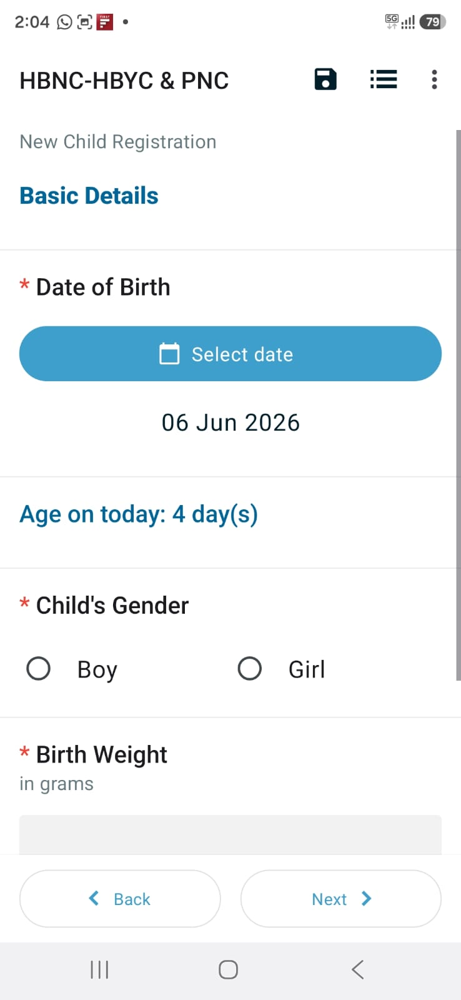 2:04
FIRST
5G
79
HBNC-HBYC & PNC
New Child Registration
Basic Details
* Date of Birth
Select date
06 Jun 2026
Age on today: 4 day(s)
* Child's Gender
Boy
Girl
* Birth Weight
in grams
Back
Next